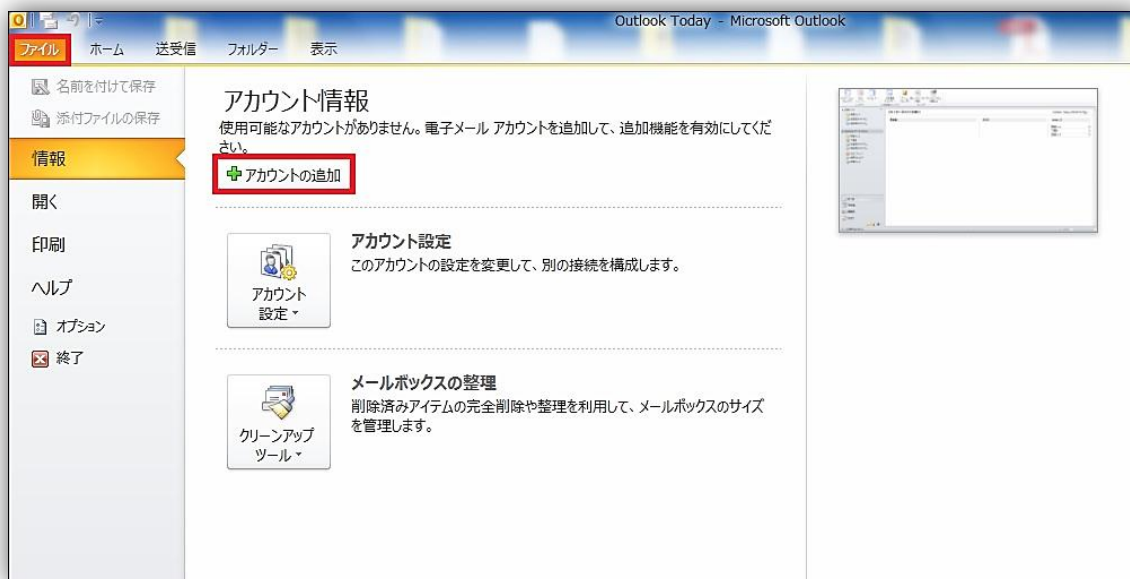 Outlook Today - Microsoft Outlook
ファイル ホーム 送受信 フォルダー 表示
名前を付けて保存
添付ファイルの保存
情報
開く
印刷
ヘルプ
オプション
終了
アカウント情報
使用可能なアカウントがありません。電子メール アカウントを追加して、追加機能を有効にしてくだ
さい。
アカウントの追加
アカウント
設定
アカウント設定
このアカウントの設定を変更して、別の接続を構成します。
クリーンアップ
ツール
メールボックスの整理
削除済みアイテムの完全削除や整理を利用して、メールボックスのサイズ
を管理します。